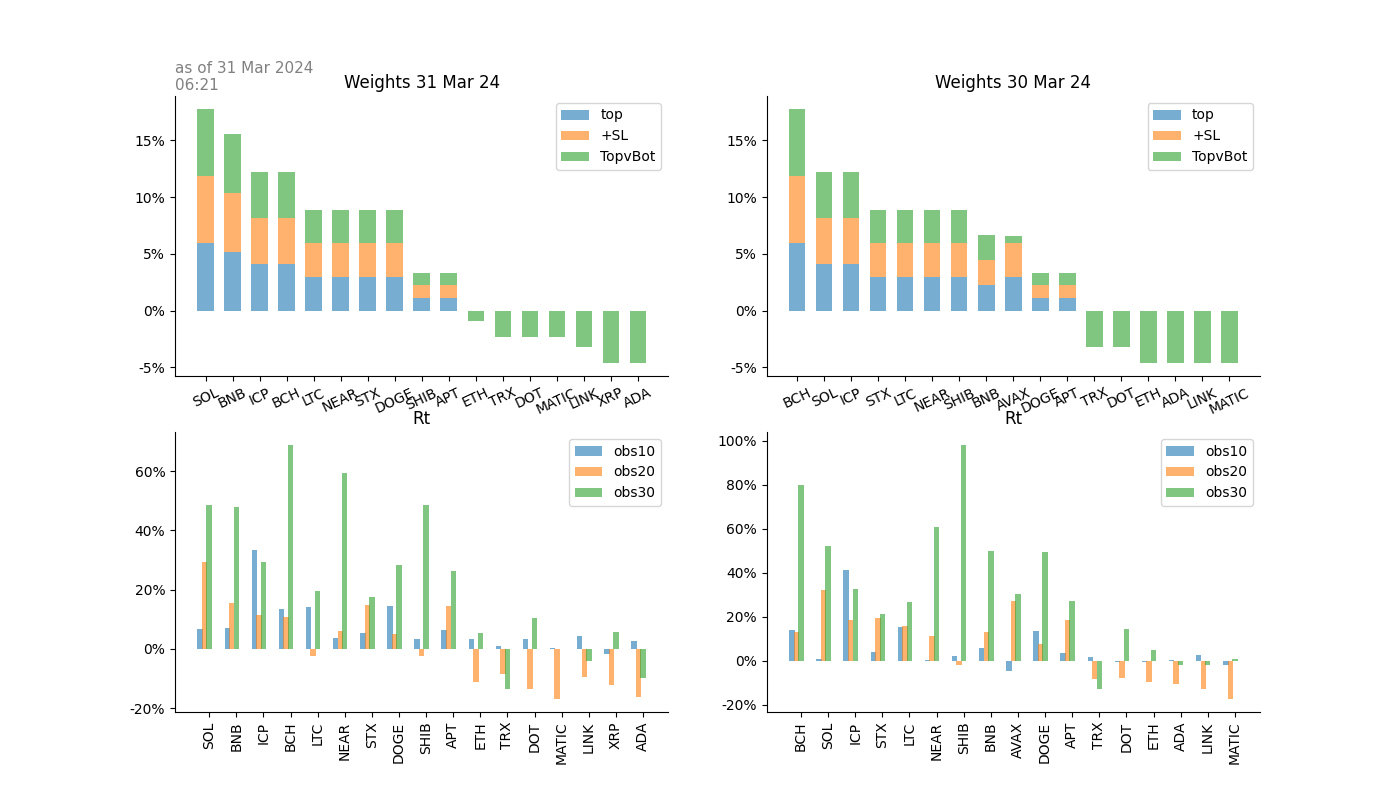 as of 31 Mar 2024
06:21
Weights 31 Mar 24
15%
10%
5%
0%
-5%
top
+SL
TopvBot
SOL BNB ICP BCH LTC NEAR STX DOGE SHIB APT ETH TRX DOT MATIC LINK XRP ADA
Weights 30 Mar 24
15%
10%
5%
0%
-5%
top
+SL
TopvBot
BCH SOL ICP STX LTC NEAR SHIB BNB AVAX DOGE APT TRX DOT ETH ADA LINK MATIC
Rt
60%
40%
20%
0%
-20%
obs10
obs20
obs30
SOL BNB ICP BCH LTC NEAR STX DOGE SHIB APT ETH TRX DOT MATIC LINK XRP ADA
Rt
100%
80%
60%
40%
20%
0%
-20%
obs10
obs20
obs30
BCH SOL ICP STX LTC NEAR SHIB BNB AVAX DOGE APT TRX DOT ETH ADA LINK MATIC